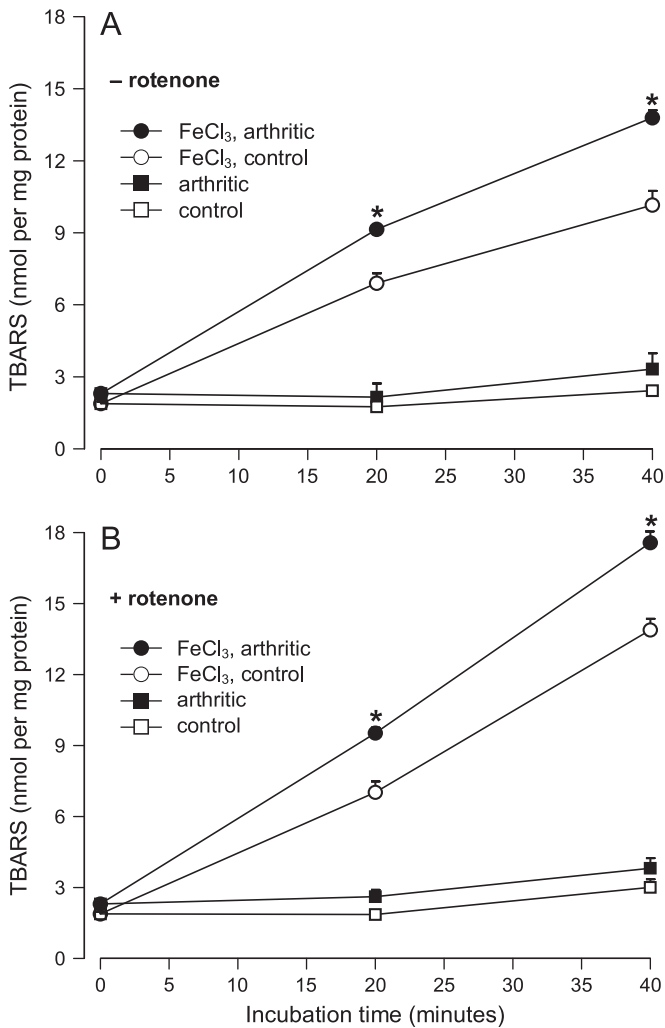 A
– rotenone
FeCl₃, arthritic
FeCl₃, control
arthritic
control
*
*
TBARS (nmol per mg protein)
18
15
12
9
6
3
0
0 5 10 15 20 25 30 35 40
B
+ rotenone
FeCl₃, arthritic
FeCl₃, control
arthritic
control
*
*
TBARS (nmol per mg protein)
18
15
12
9
6
3
0
0 5 10 15 20 25 30 35 40
Incubation time (minutes)